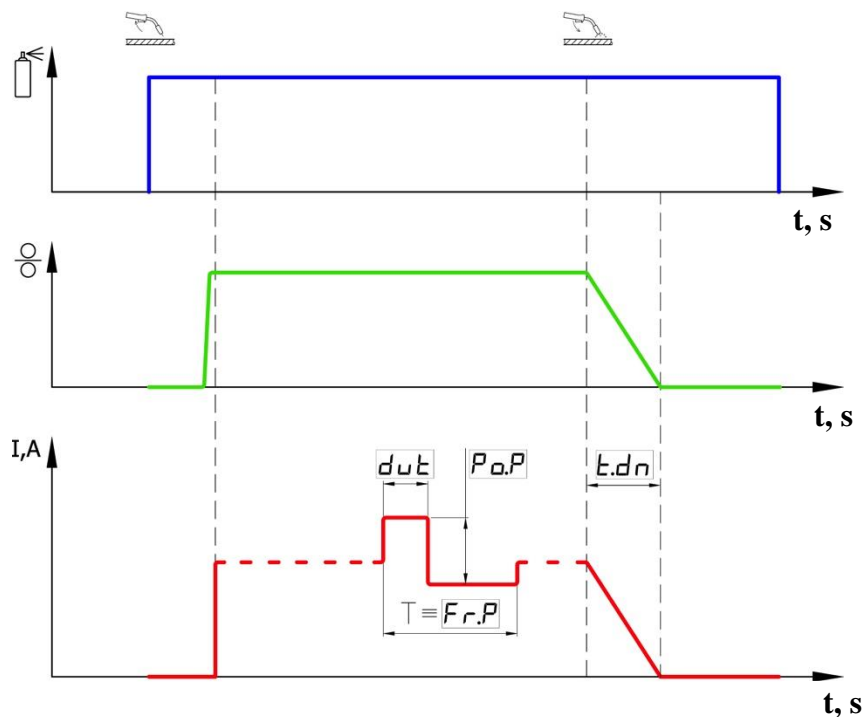 t, s
t, s
I,A
dut
Po.P
t.dn
T ≡ Fr.P
t, s